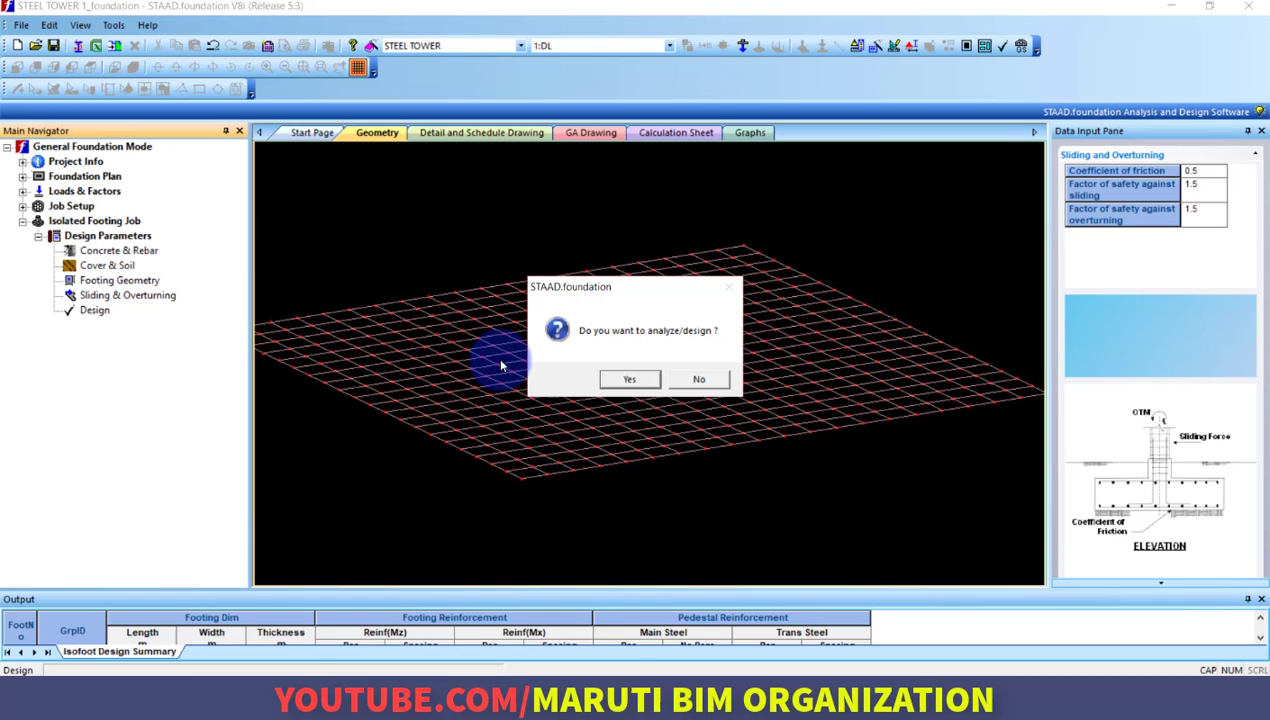 STEEL TOWER 1_foundation - STAAD.foundation V8i (Release 5.3)
File Edit View Tools Help
STEEL TOWER 1:DL
STAAD.foundation Analysis and Design Software
Main Navigator
Start Page Geometry Detail and Schedule Drawing GA Drawing Calculation Sheet Graphs
Data Input Pane
General Foundation Mode
Project Info
Foundation Plan
Loads & Factors
Job Setup
Isolated Footing Job
Design Parameters
Concrete & Rebar
Cover & Soil
Footing Geometry
Sliding & Overturning
Design
STAAD.foundation
Do you want to analyze/design ?
Yes No
Sliding and Overturning
Coefficient of friction 0.5
Factor of safety against sliding 1.5
Factor of safety against overturning 1.5
OTM
Sliding Force
Coefficient of
Friction
ELEVATION
Output
FootN
o
GrpID
Footing Dim Footing Reinforcement Pedestal Reinforcement
Length Width Thickness Reinf(Mz) Reinf(Mx) Main Steel Trans Steel
Isofoot Design Summary
Design
CAP NUM SCRL
YOUTUBE.COM/MARUTI BIM ORGANIZATION